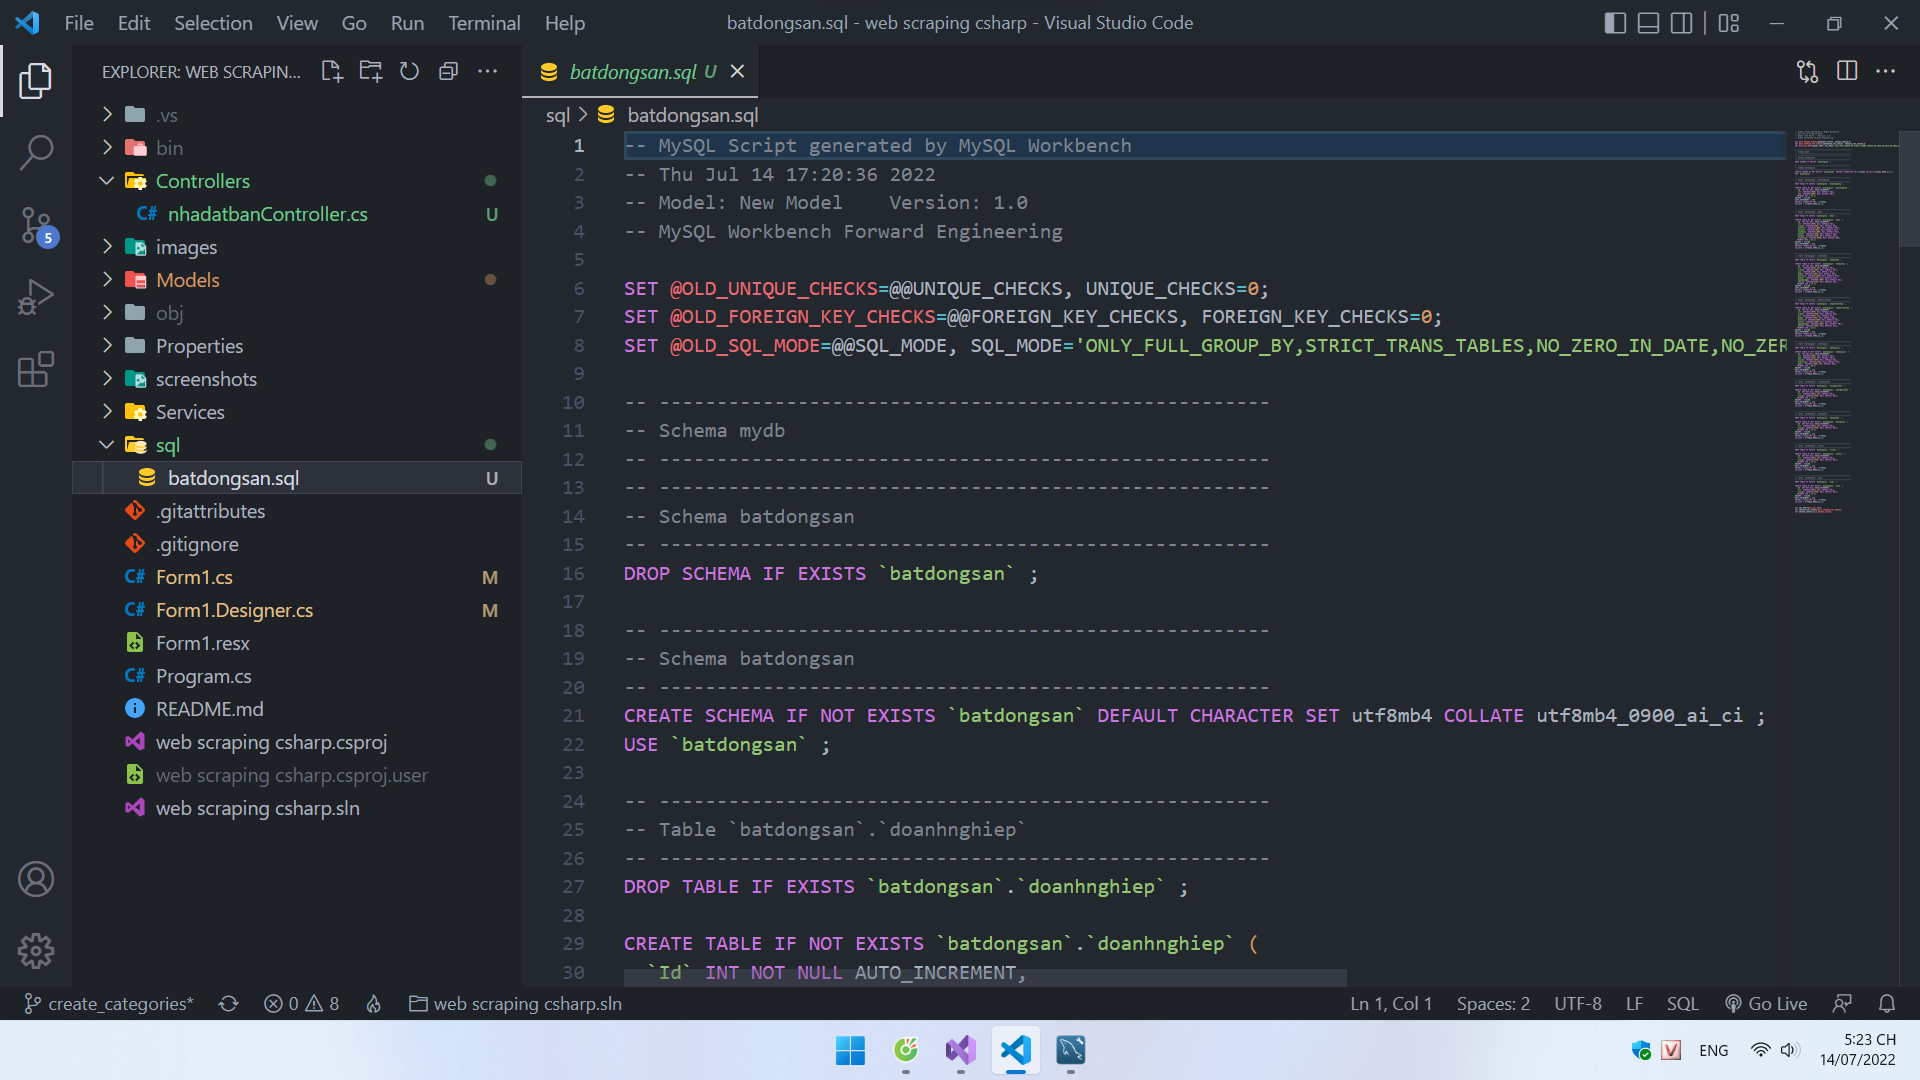 File Edit Selection View Go Run Terminal Help
batdongsan.sql - web scraping csharp - Visual Studio Code
EXPLORER: WEB SCRAPIN...
.vs
bin
Controllers
C# nhadatbanController.cs U
images
Models
obj
Properties
screenshots
Services
sql
batdongsan.sql U
.gitattributes
.gitignore
C# Form1.cs M
C# Form1.Designer.cs M
Form1.resx
C# Program.cs
README.md
web scraping csharp.csproj
web scraping csharp.csproj.user
web scraping csharp.sln
5
batdongsan.sql U
sql > batdongsan.sql
1 -- MySQL Script generated by MySQL Workbench
2 -- Thu Jul 14 17:20:36 2022
3 -- Model: New Model    Version: 1.0
4 -- MySQL Workbench Forward Engineering
5
6 SET @OLD_UNIQUE_CHECKS=@@UNIQUE_CHECKS, UNIQUE_CHECKS=0;
7 SET @OLD_FOREIGN_KEY_CHECKS=@@FOREIGN_KEY_CHECKS, FOREIGN_KEY_CHECKS=0;
8 SET @OLD_SQL_MODE=@@SQL_MODE, SQL_MODE='ONLY_FULL_GROUP_BY,STRICT_TRANS_TABLES,NO_ZERO_IN_DATE,NO_ZER
9
10 -- -----------------------------------------------------
11 -- Schema mydb
12 -- -----------------------------------------------------
13 -- -----------------------------------------------------
14 -- Schema batdongsan
15 -- -----------------------------------------------------
16 DROP SCHEMA IF EXISTS `batdongsan` ;
17
18 -- -----------------------------------------------------
19 -- Schema batdongsan
20 -- -----------------------------------------------------
21 CREATE SCHEMA IF NOT EXISTS `batdongsan` DEFAULT CHARACTER SET utf8mb4 COLLATE utf8mb4_0900_ai_ci ;
22 USE `batdongsan` ;
23
24 -- -----------------------------------------------------
25 -- Table `batdongsan`.`doanhnghiep`
26 -- -----------------------------------------------------
27 DROP TABLE IF EXISTS `batdongsan`.`doanhnghiep` ;
28
29 CREATE TABLE IF NOT EXISTS `batdongsan`.`doanhnghiep` (
30   `Id` INT NOT NULL AUTO_INCREMENT,
create_categories* 0 8 web scraping csharp.sln
Ln 1, Col 1 Spaces: 2 UTF-8 LF SQL Go Live
V ENG
5:23 CH
14/07/2022